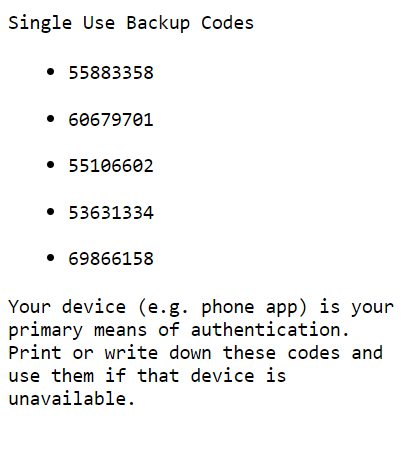 Single Use Backup Codes
• 55883358
• 60679701
• 55106602
• 53631334
• 69866158
Your device (e.g. phone app) is your
primary means of authentication.
Print or write down these codes and
use them if that device is
unavailable.